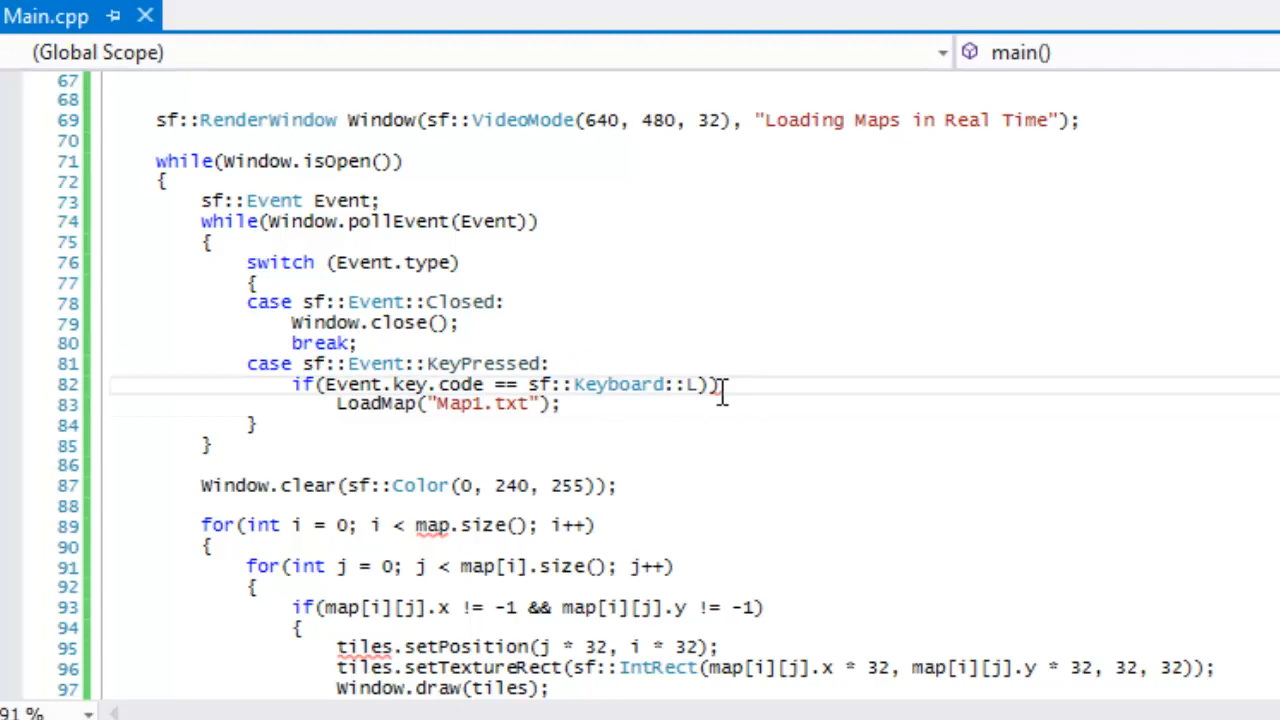 Main.cpp
(Global Scope) main()
67
68
69 sf::RenderWindow Window(sf::VideoMode(640, 480, 32), "Loading Maps in Real Time");
70
71 while(Window.isOpen())
72 {
73 sf::Event Event;
74 while(Window.pollEvent(Event))
75 {
76 switch (Event.type)
77 {
78 case sf::Event::Closed:
79 Window.close();
80 break;
81 case sf::Event::KeyPressed:
82 if(Event.key.code == sf::Keyboard::L))
83 LoadMap("Map1.txt");
84 }
85 }
86
87 Window.clear(sf::Color(0, 240, 255));
88
89 for(int i = 0; i < map.size(); i++)
90 {
91 for(int j = 0; j < map[i].size(); j++)
92 {
93 if(map[i][j].x != -1 && map[i][j].y != -1)
94 {
95 tiles.setPosition(j * 32, i * 32);
96 tiles.setTextureRect(sf::IntRect(map[i][j].x * 32, map[i][j].y * 32, 32, 32));
97 Window.draw(tiles);
91 %